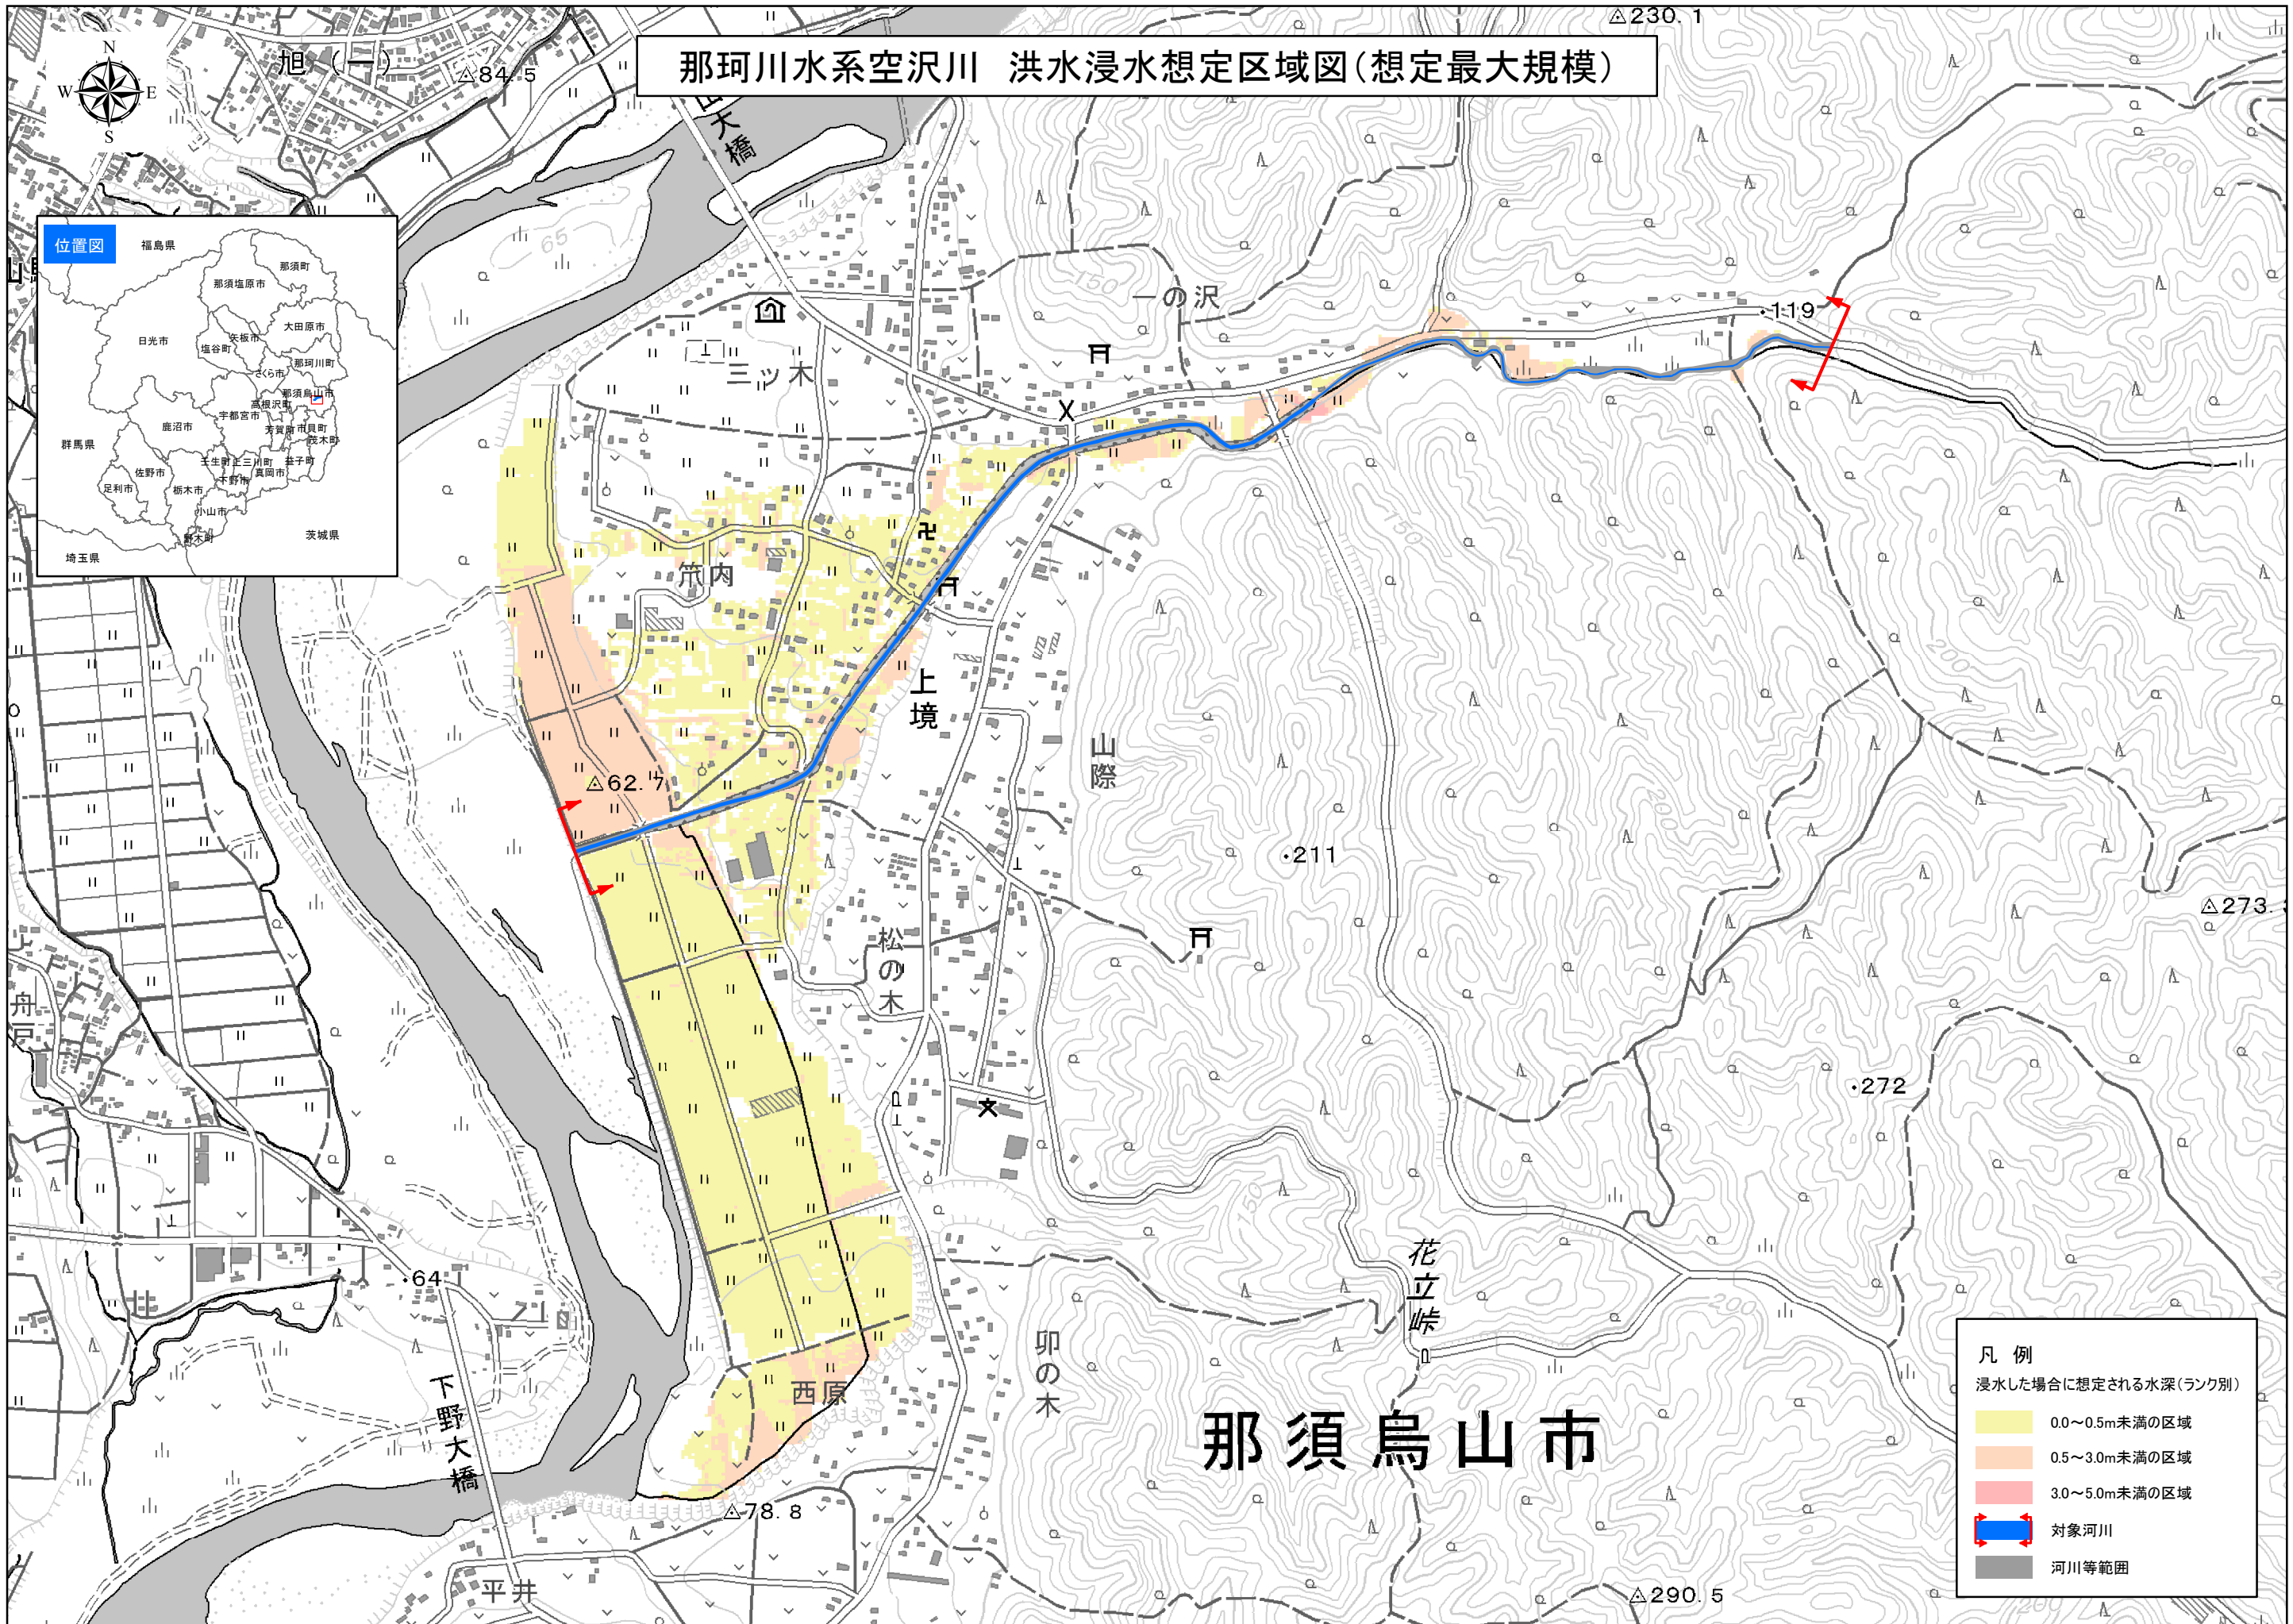 那珂川水系空沢川 洪水浸水想定区域図(想定最大規模)
N
W E
S
旭(一)
△84.5
△230.1
大橋
65
位置図
福島県
那須町
那須塩原市
大田原市
日光市
矢板市
塩谷町
那珂川町
さくら市
那須烏山市
高根沢町
宇都宮市
鹿沼市
芳賀町
市貝町
茂木町
群馬県
壬生町
上三川町
益子町
真岡市
佐野市
下野市
足利市
栃木市
小山市
野木町
茨城県
埼玉県
150
一の沢
・119
200
三ッ木
150
上境
△62.7
山際
200
200
・211
△273.
松の木
舟戸
・272
150
・64
花立峠
200
卯の木
下野大橋
西原
那須烏山市
△78.8
平井
△290.5
200
凡 例
浸水した場合に想定される水深(ランク別)
0.0~0.5m未満の区域
0.5~3.0m未満の区域
3.0~5.0m未満の区域
対象河川
河川等範囲